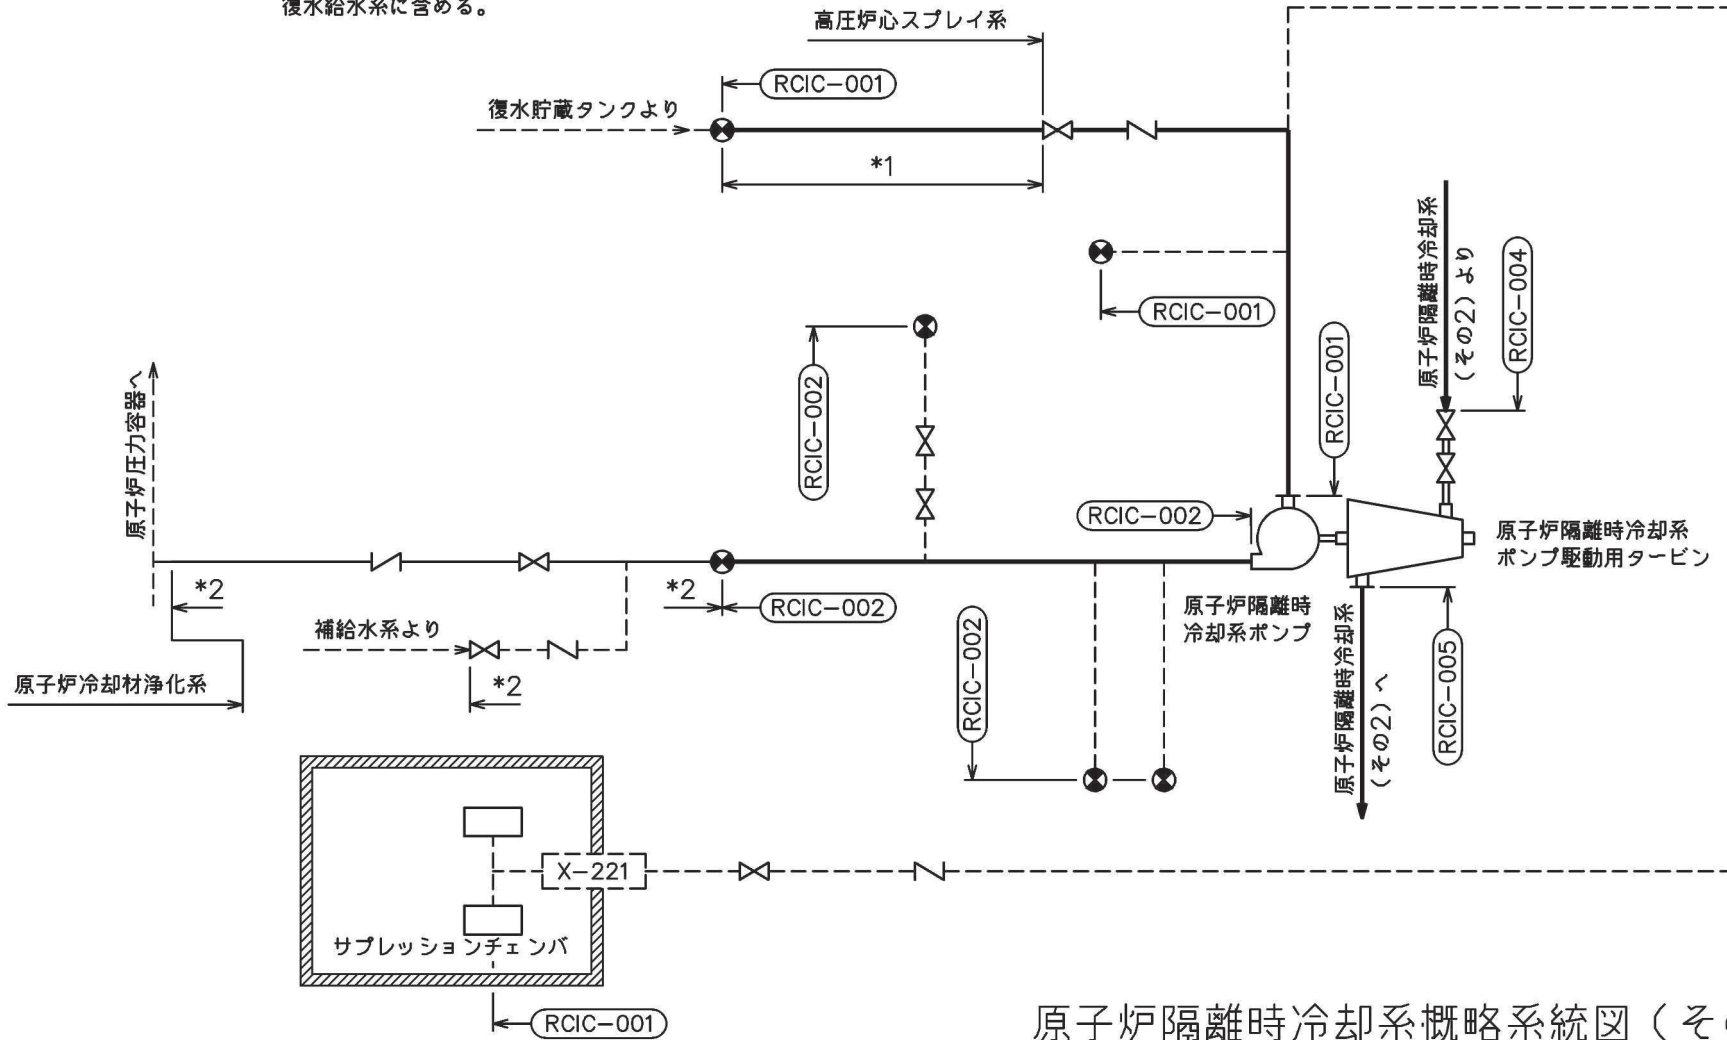 復水給水系に含める。
高圧炉心スプレイ系
RCIC-001
復水貯蔵タンクより
*1
原子炉隔離時冷却系
(その2)より
RCIC-004
RCIC-001
RCIC-002
RCIC-001
原子炉圧力容器へ
RCIC-002
原子炉隔離時冷却系
ポンプ駆動用タービン
*2
*2
RCIC-002
原子炉隔離時
冷却系ポンプ
補給水系より
RCIC-002
原子炉隔離時冷却系
(その2)へ
RCIC-005
原子炉冷却材浄化系
*2
X-221
サプレッションチェンバ
RCIC-001
原子炉隔離時冷却系概略系統図(その